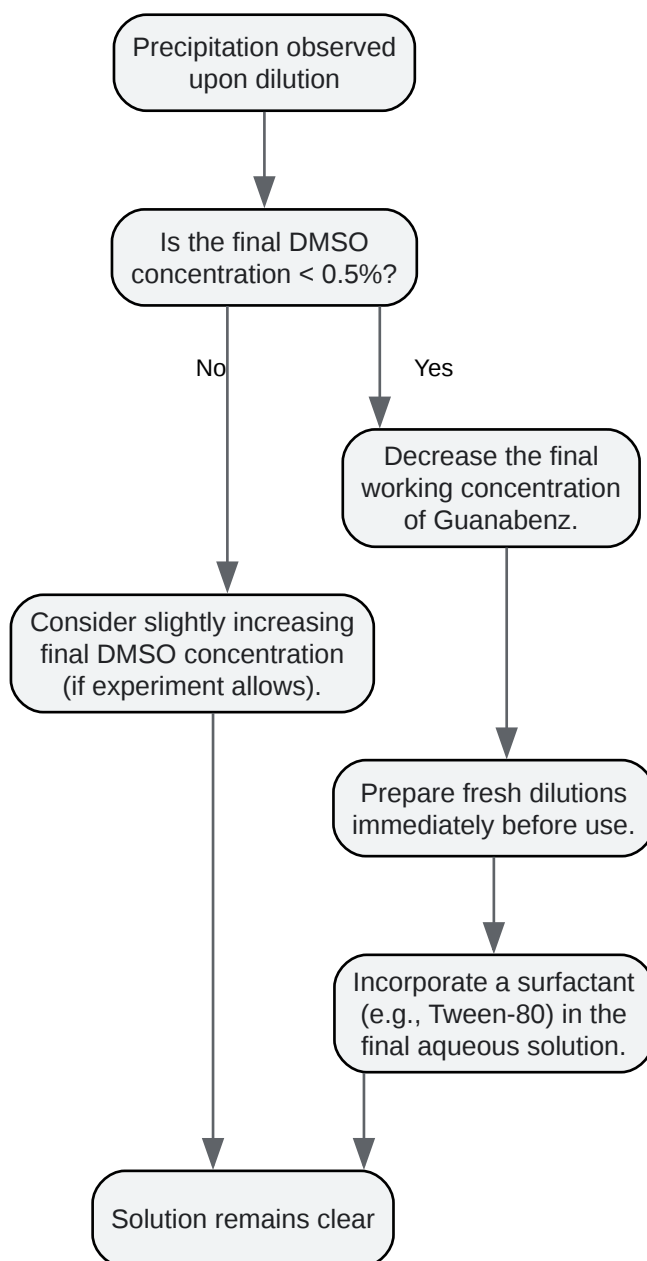 Precipitation observed
upon dilution
Is the final DMSO
concentration < 0.5%?
No
Yes
Decrease the final
working concentration
of Guanabenz.
Consider slightly increasing
final DMSO concentration
(if experiment allows).
Prepare fresh dilutions
immediately before use.
Incorporate a surfactant
(e.g., Tween-80) in the
final aqueous solution.
Solution remains clear